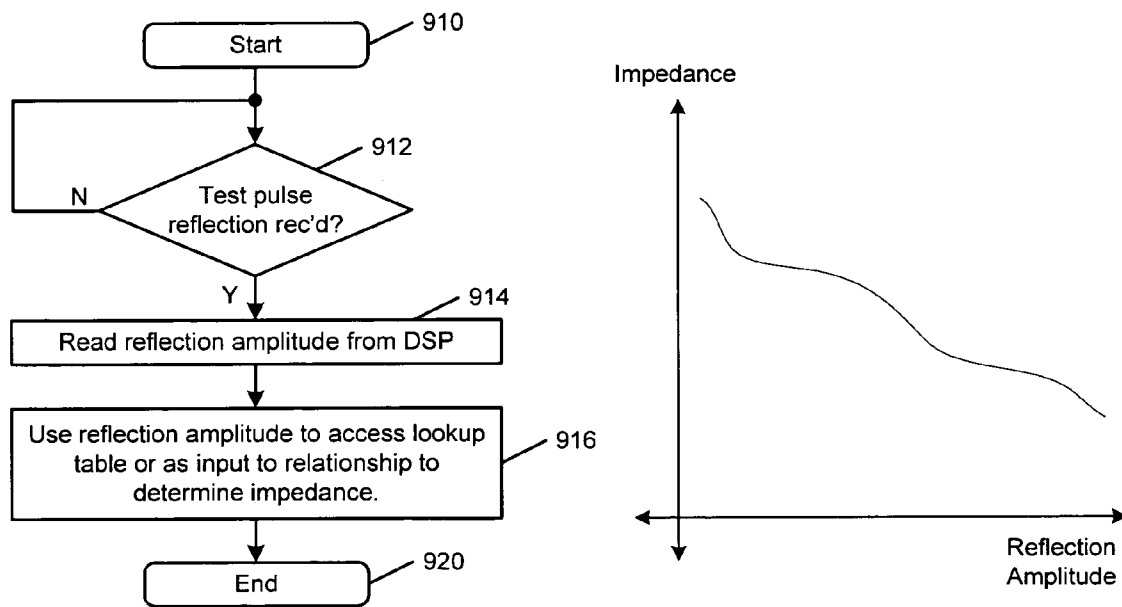 Start
910
912
Test pulse
reflection rec'd?
N
Y
914
Read reflection amplitude from DSP
Use reflection amplitude to access lookup
table or as input to relationship to
determine impedance.
916
End
920
Impedance
Reflection
Amplitude